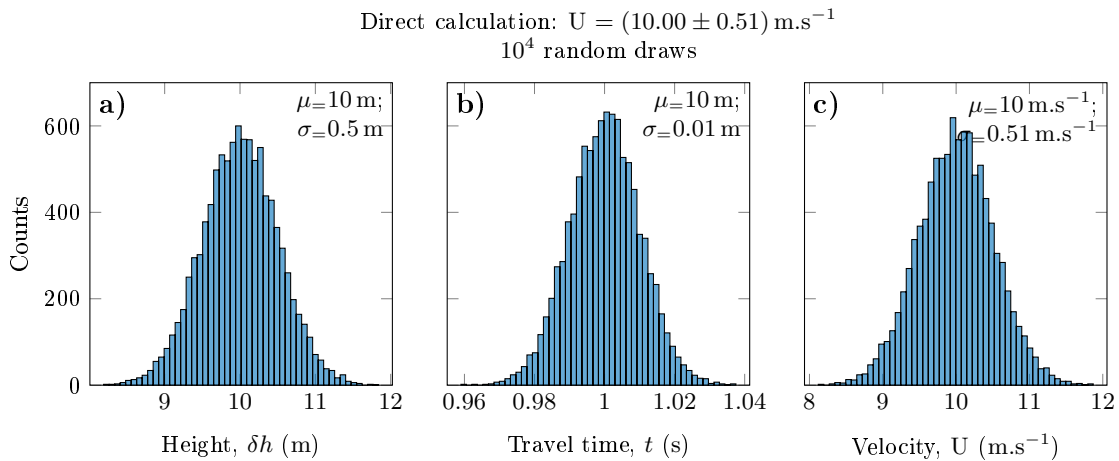 Direct calculation: U = (10.00 ± 0.51) m.s⁻¹
10⁴ random draws
a)
μ=10 m;
σ=0.5 m
b)
μ=10 m;
σ=0.01 m
c)
μ=10 m.s⁻¹;
σ=0.51 m.s⁻¹
Counts
600
400
200
0
9 10 11 12
0.96 0.98 1 1.02 1.04
8 9 10 11 12
Height, δh (m)
Travel time, t (s)
Velocity, U (m.s⁻¹)